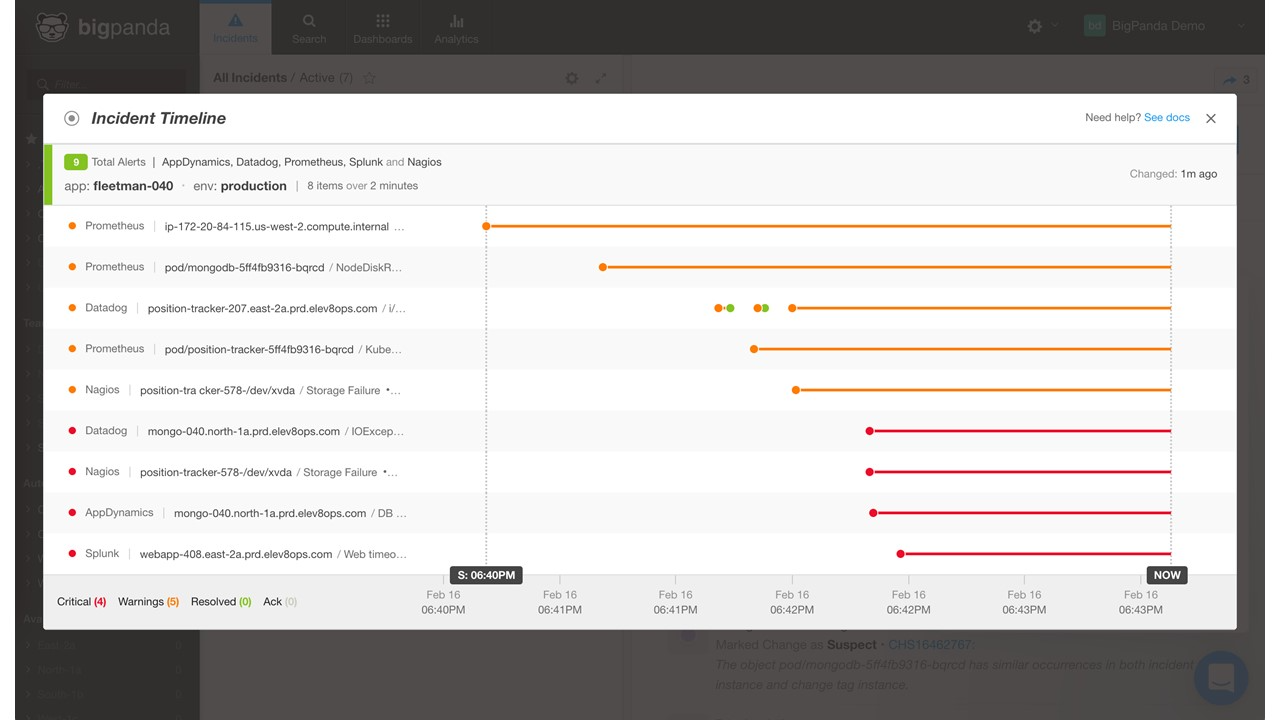 bigpanda
Incidents
Search
Dashboards
Analytics
bd BigPanda Demo
Filter...
All Incidents / Active (7)
3
Incident Timeline
Need help? See docs
9 Total Alerts | AppDynamics, Datadog, Prometheus, Splunk and Nagios
app: fleetman-040 · env: production | 8 items over 2 minutes
Changed: 1m ago
Prometheus | ip-172-20-84-115.us-west-2.compute.internal ...
Prometheus | pod/mongodb-5ff4fb9316-bqrcd / NodeDiskR...
Datadog | position-tracker-207.east-2a.prd.elev8ops.com / i/...
Prometheus | pod/position-tracker-5ff4fb9316-bqrcd / Kube...
Nagios | position-tra cker-578-/dev/xvda / Storage Failure •...
Datadog | mongo-040.north-1a.prd.elev8ops.com / IOExcep...
Nagios | position-tracker-578-/dev/xvda / Storage Failure •...
AppDynamics | mongo-040.north-1a.prd.elev8ops.com / DB ...
Splunk | webapp-408.east-2a.prd.elev8ops.com / Web timeo...
S: 06:40PM
NOW
Critical (4) Warnings (5) Resolved (0) Ack (0)
Feb 16 Feb 16 Feb 16 Feb 16 Feb 16 Feb 16 Feb 16
06:40PM 06:41PM 06:41PM 06:42PM 06:42PM 06:43PM 06:43PM
Marked Change as Suspect • CHS16462767:
The object pod/mongodb-5ff4fb9316-bqrcd has similar occurrences in both incident
instance and change tag instance.